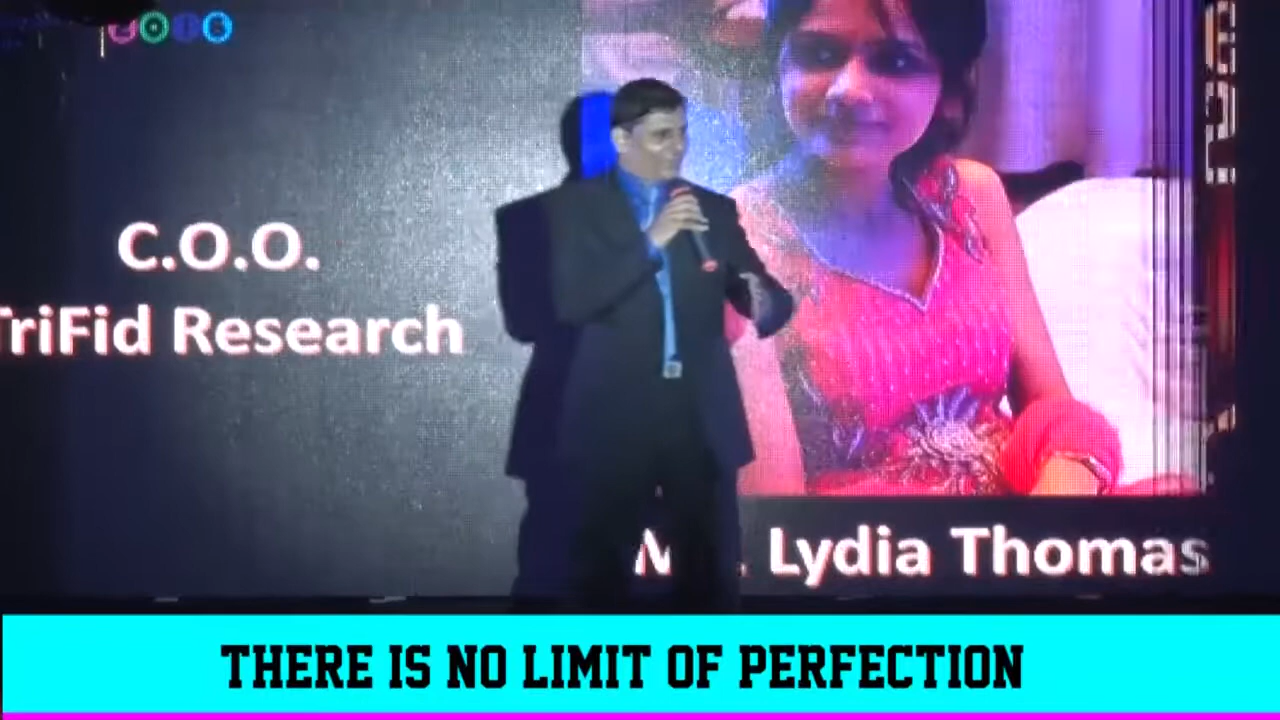 C.O.O.
TriFid Research
Lydia Thomas
THERE IS NO LIMIT OF PERFECTION